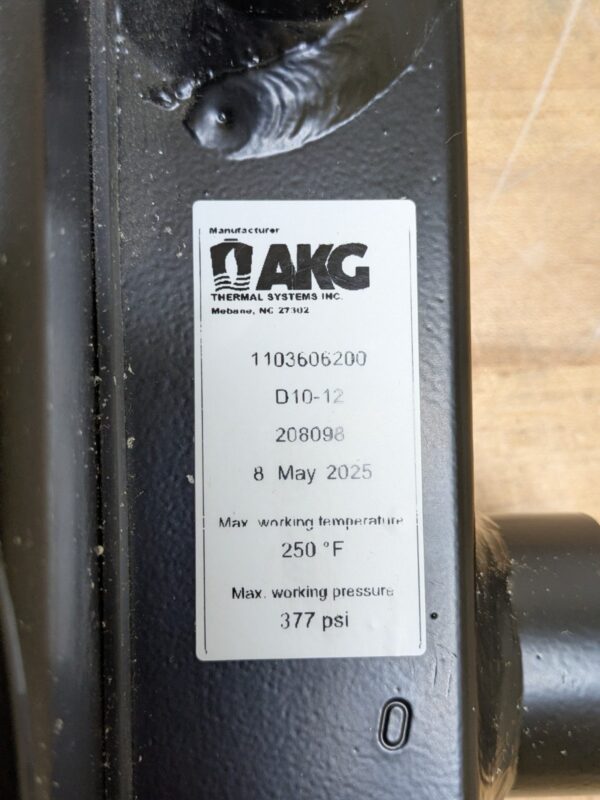 Manufacturer
AKG
THERMAL SYSTEMS INC.
Mebane, NC 27302
1103606200
D10-12
208098
8 May 2025
Max. working temperature
250 °F
Max. working pressure
377 psi
0